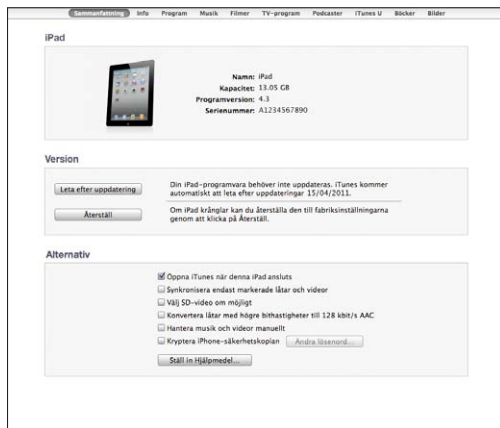 Sammanfattning Info Program Musik Filmer TV-program Podcaster iTunes U Böcker Bilder
iPad
Namn: iPad
Kapacitet: 13.05 GB
Programversion: 4.3
Serienummer: A1234567890
Version
Leta efter uppdatering
Din iPad-programvara behöver inte uppdateras. iTunes kommer
automatiskt att leta efter uppdateringar 15/04/2011.
Återställ
Om iPad krånglar kan du återställa den till fabriksinställningarna
genom att klicka på Återställ.
Alternativ
Öppna iTunes när denna iPad ansluts
Synkronisera endast markerade låtar och videor
Välj SD-video om möjligt
Konvertera låtar med högre bithastigheter till 128 kbit/s AAC
Hantera musik och videor manuellt
Kryptera iPhone-säkerhetskopian Ändra lösenord...
Ställ in Hjälpmedel...